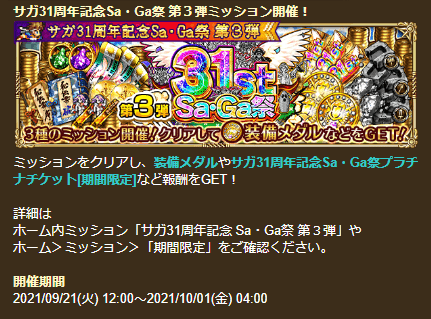 サガ31周年記念Sa・Ga祭 第３弾ミッション開催！
サガ31周年記念Sa・Ga祭 第３弾
31st
第3弾
Sa・Ga祭
3種のミッション開催！クリアして装備メダルなどをGET！
ミッションをクリアし、装備メダルやサガ31周年記念Sa・Ga祭プラチ
ナチケット[期間限定]など報酬をGET！
詳細は
ホーム内ミッション「サガ31周年記念 Sa・Ga祭 第３弾」や
ホーム＞ミッション＞「期間限定」をご確認ください。
開催期間
2021/09/21(火) 12:00～2021/10/01(金) 04:00